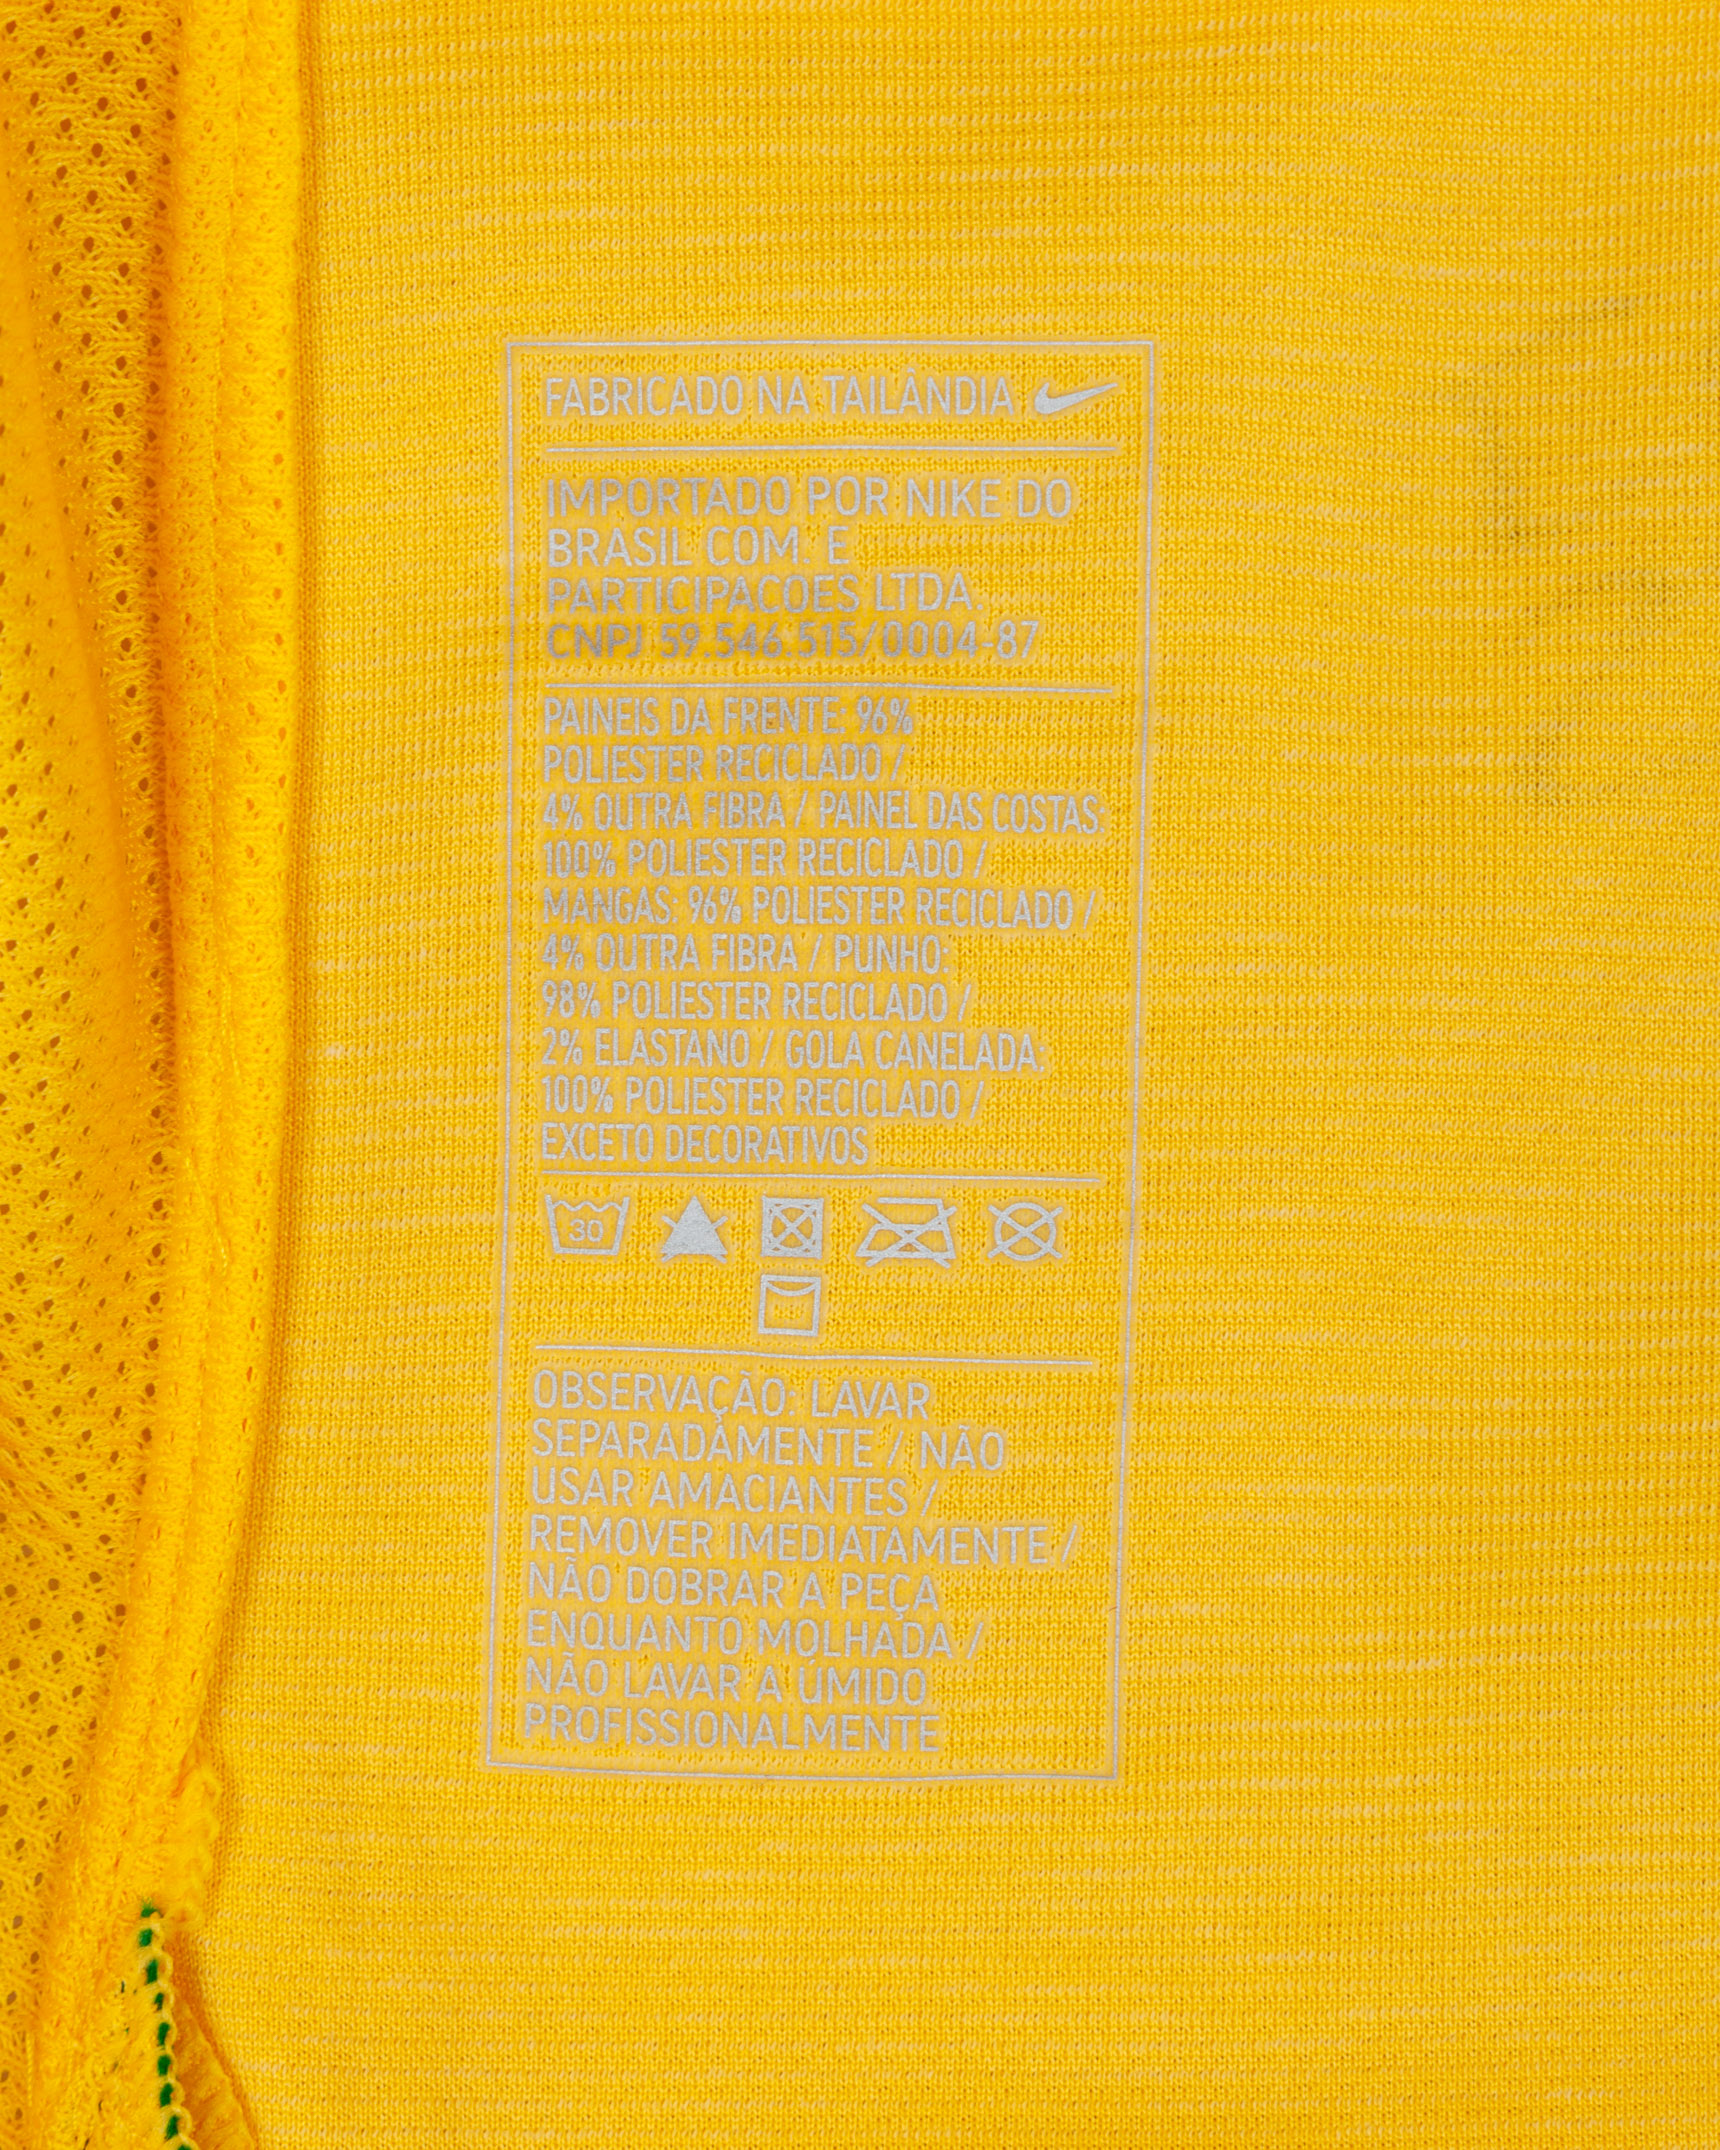 FABRICADO NA TAILÂNDIA
IMPORTADO POR NIKE DO
BRASIL COM. E
PARTICIPACOES LTDA.
CNPJ 59.546.515/0004-87
PAINEIS DA FRENTE: 96%
POLIESTER RECICLADO /
4% OUTRA FIBRA / PAINEL DAS COSTAS:
100% POLIESTER RECICLADO /
MANGAS: 96% POLIESTER RECICLADO /
4% OUTRA FIBRA / PUNHO:
98% POLIESTER RECICLADO /
2% ELASTANO / GOLA CANELADA:
100% POLIESTER RECICLADO /
EXCETO DECORATIVOS
30
OBSERVAÇÃO: LAVAR
SEPARADAMENTE / NÃO
USAR AMACIANTES /
REMOVER IMEDIATAMENTE /
NÃO DOBRAR A PEÇA
ENQUANTO MOLHADA /
NÃO LAVAR A ÚMIDO
PROFISSIONALMENTE